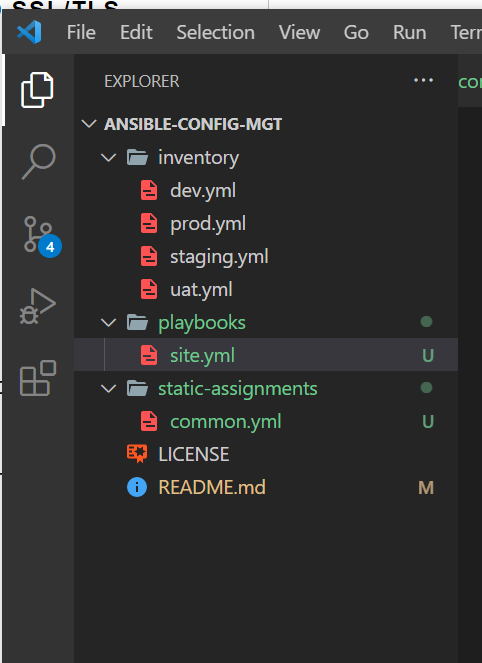 SSL/TLS
File Edit Selection View Go Run Ter
EXPLORER ...
co
ANSIBLE-CONFIG-MGT
inventory
dev.yml
prod.yml
staging.yml
4
uat.yml
playbooks
site.yml U
static-assignments
common.yml U
LICENSE
README.md M